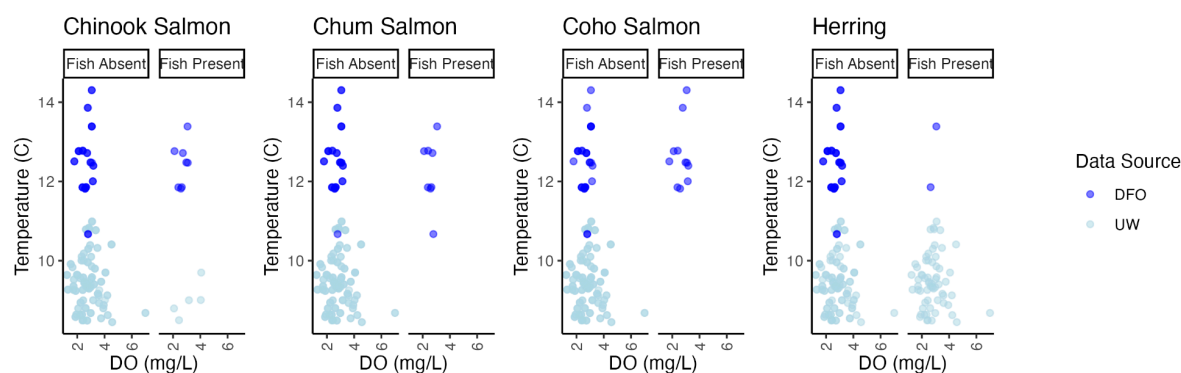 Chinook Salmon Chum Salmon Coho Salmon Herring
Fish Absent Fish Present Fish Absent Fish Present Fish Absent Fish Present Fish Absent Fish Present
Temperature (C) Temperature (C) Temperature (C) Temperature (C)
14 14 14 14
12 12 12 12
10 10 10 10
2 4 6 2 4 6 2 4 6 2 4 6 2 4 6 2 4 6 2 4 6 2 4 6
DO (mg/L) DO (mg/L) DO (mg/L) DO (mg/L)
Data Source
DFO
UW